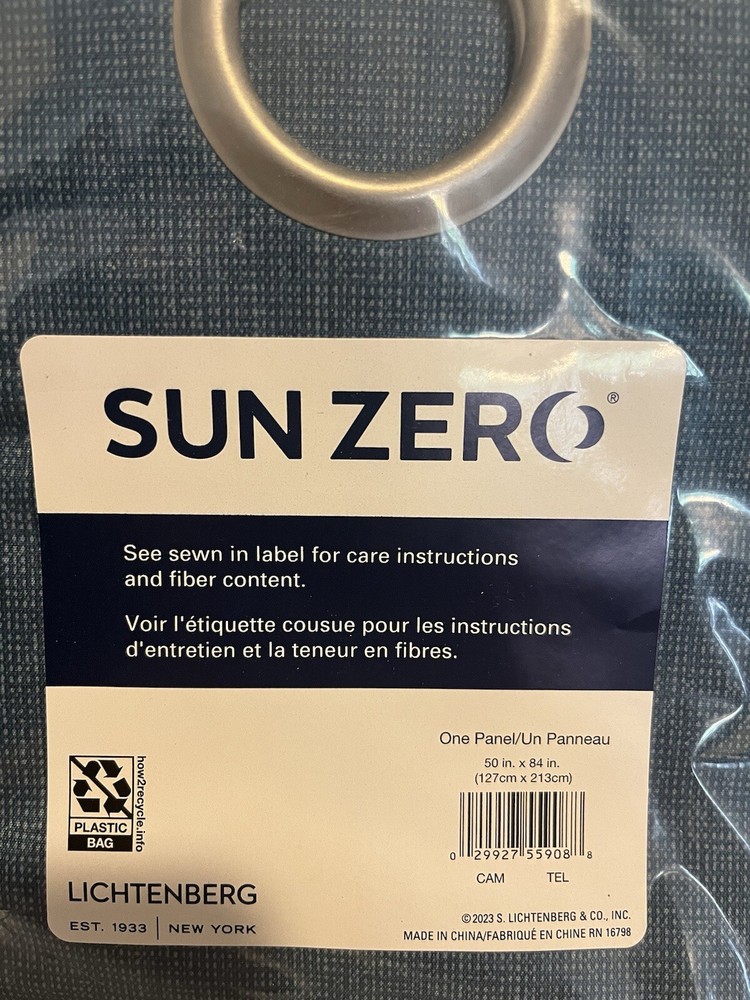 SUN ZERO®
See sewn in label for care instructions
and fiber content.
Voir l'étiquette cousue pour les instructions
d'entretien et la teneur en fibres.
One Panel/Un Panneau
50 in. x 84 in.
(127cm x 213cm)
0 29927 55908 8
CAM TEL
how2recycle.info
PLASTIC
BAG
LICHTENBERG
EST. 1933 | NEW YORK
©2023 S. LICHTENBERG & CO., INC.
MADE IN CHINA/FABRIQUÉ EN CHINE RN 16798